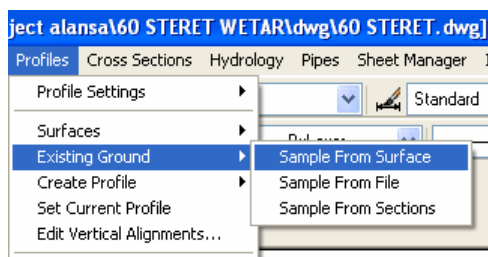 ject alansa\60 STERET WETAR\dwg\60 STERET.dwg]
Profiles Cross Sections Hydrology Pipes Sheet Manager
Profile Settings
Standard
Surfaces
Existing Ground
Sample From Surface
Create Profile
Sample From File
Set Current Profile
Sample From Sections
Edit Vertical Alignments...